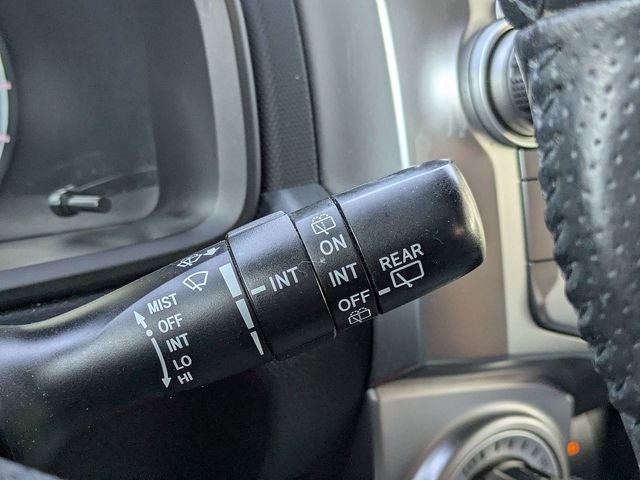 MIST
OFF
INT
LO
HI
INT
ON
INT
OFF
REAR